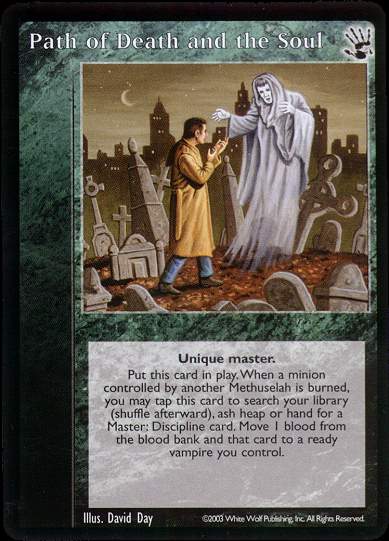 Path of Death and the Soul
Unique master.
Put this card in play. When a minion
controlled by another Methuselah is burned,
you may tap this card to search your library
(shuffle afterward), ash heap or hand for a
Master: Discipline card. Move 1 blood from
the blood bank and that card to a ready
vampire you control.
Illus. David Day
©2003 White Wolf Publishing, Inc. All Rights Reserved.